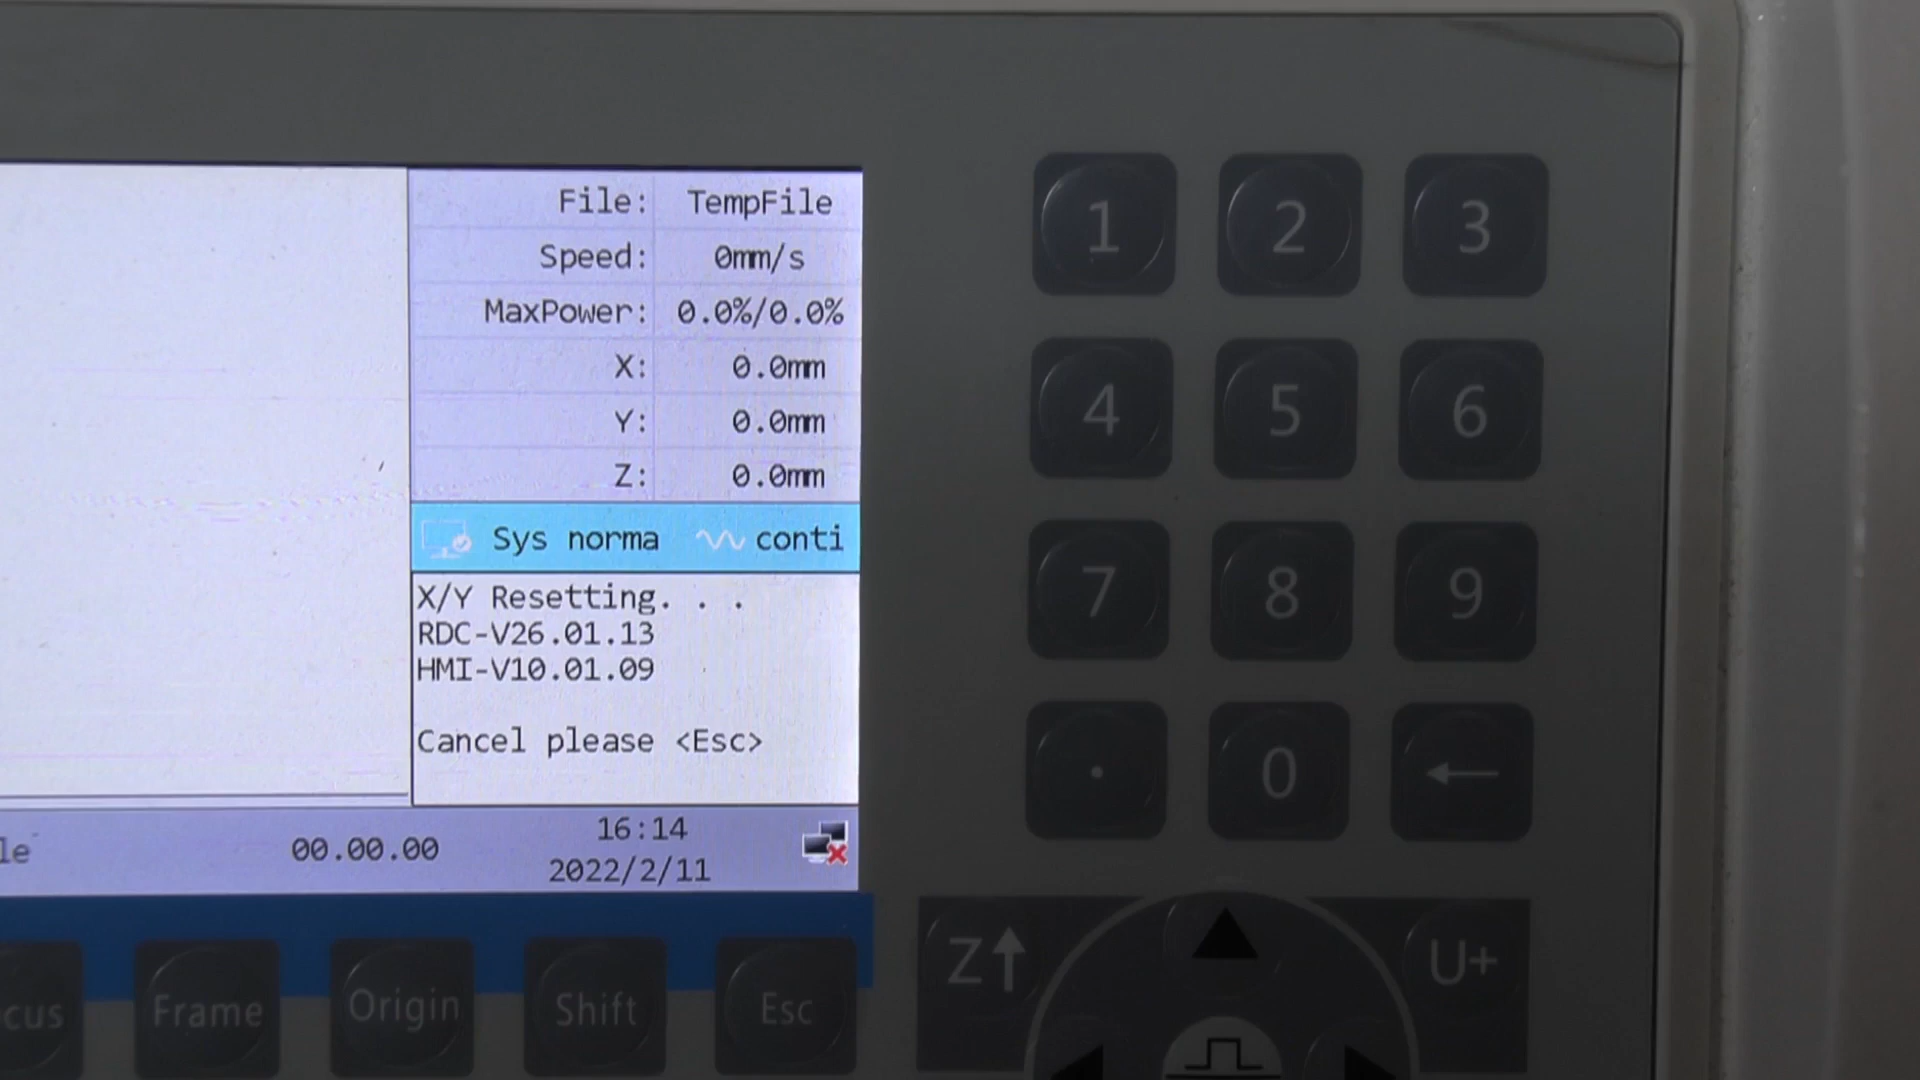 File: TempFile
Speed: 0mm/s
MaxPower: 0.0%/0.0%
X: 0.0mm
Y: 0.0mm
Z: 0.0mm
Sys norma conti
X/Y Resetting. . .
RDC-V26.01.13
HMI-V10.01.09
Cancel please <Esc>
le 00.00.00
16:14
2022/2/11
cus Frame Origin Shift Esc
1 2 3
4 5 6
7 8 9
. 0 ←
Z↑ U+